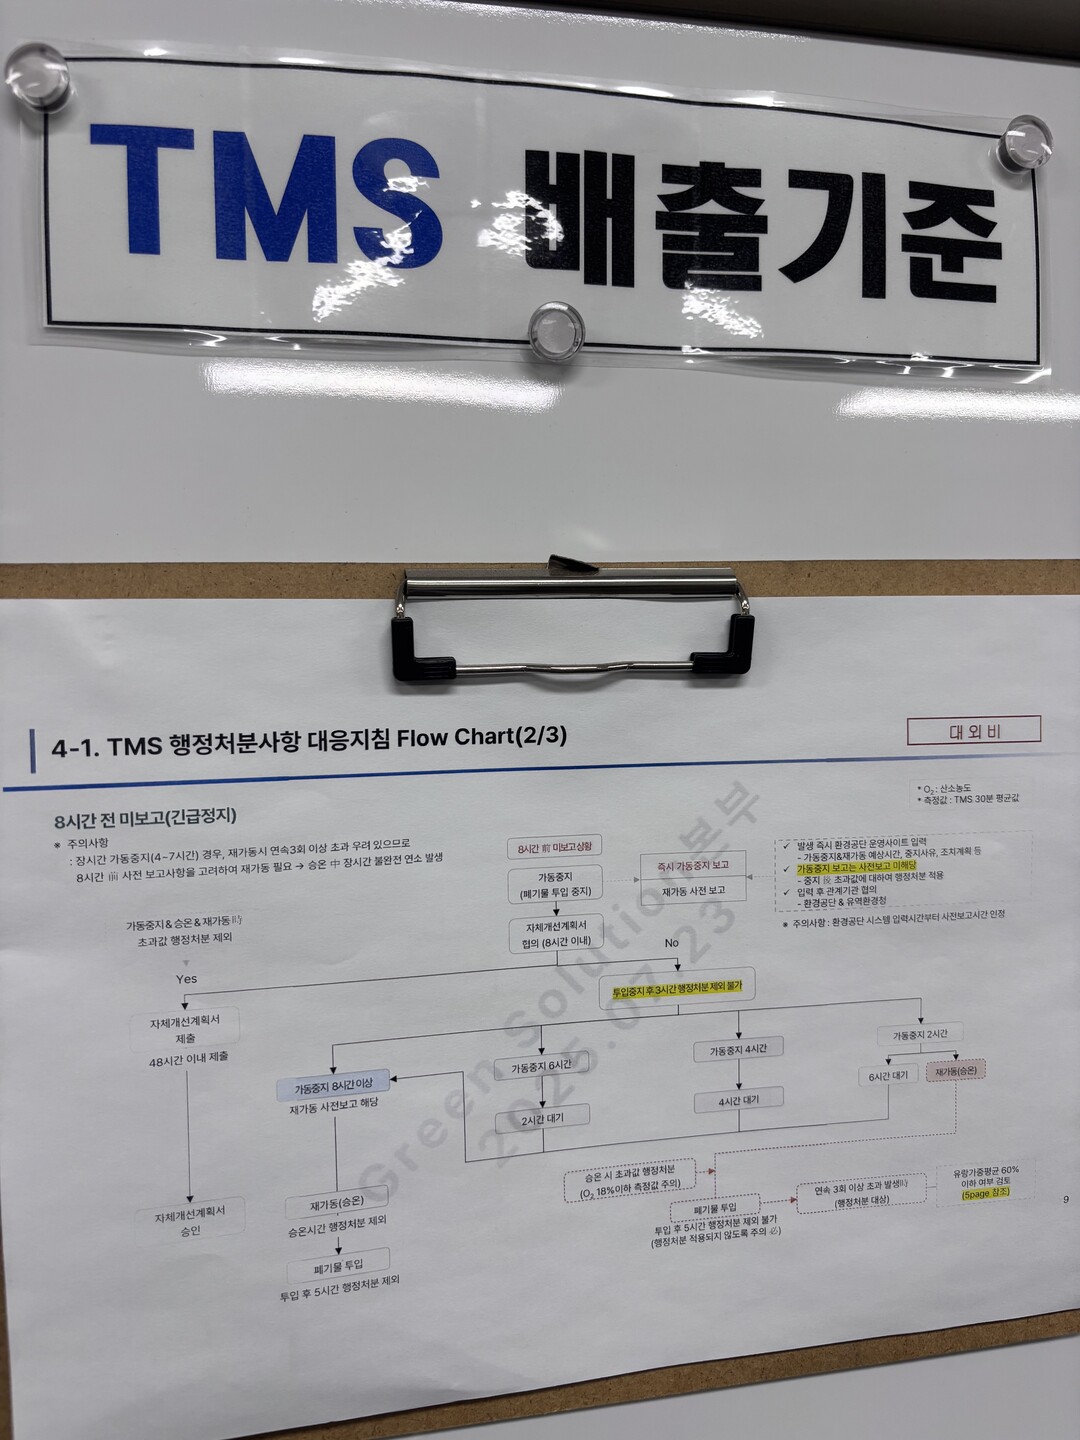 TMS 배출기준
4-1. TMS 행정처분사항 대응지침 Flow Chart(2/3)
대외비
8시간 전 미보고(긴급정지)
* O₂ : 산소농도
* 측정값 : TMS 30분 평균값
※ 주의사항
: 장시간 가동중지(4~7시간) 경우, 재가동시 연속3회 이상 초과 우려 있으므로
8시간 前 사전 보고사항을 고려하여 재가동 필요 → 승온 中 장시간 불완전 연소 발생
8시간 前 미보고상황
가동중지
(폐기물 투입 중지)
즉시 가동중지 보고
재가동 사전 보고
✓ 발생 즉시 환경공단 운영사이트 입력
- 가동중지&재가동 예상시간, 중지사유, 조치계획 등
✓ 가동중지 보고는 사전보고 미해당
- 중지 後 초과값에 대하여 행정처분 적용
✓ 입력 후 관계기관 협의
- 환경공단 & 유역환경청
※ 주의사항 : 환경공단 시스템 입력시간부터 사전보고시간 인정
자체개선계획서
협의 (8시간 이내)
가동중지&승온&재가동時
초과값 행정처분 제외
Yes
No
투입중지 후 3시간 행정처분 제외 불가
자체개선계획서
제출
48시간 이내 제출
자체개선계획서
승인
가동중지 8시간 이상
재가동 사전보고 해당
재가동(승온)
승온시간 행정처분 제외
폐기물 투입
투입 후 5시간 행정처분 제외
가동중지 6시간
2시간 대기
가동중지 4시간
4시간 대기
가동중지 2시간
6시간 대기
재가동(승온)
승온 시 초과값 행정처분
(O₂ 18%이하 측정값 주의)
폐기물 투입
투입 후 5시간 행정처분 제외 불가
(행정처분 적용되지 않도록 주의 必)
연속 3회 이상 초과 발생時
(행정처분 대상)
유량가중평균 60%
이하 여부 검토
(5page 참조)
9
Green Solution본부
2025.07.23